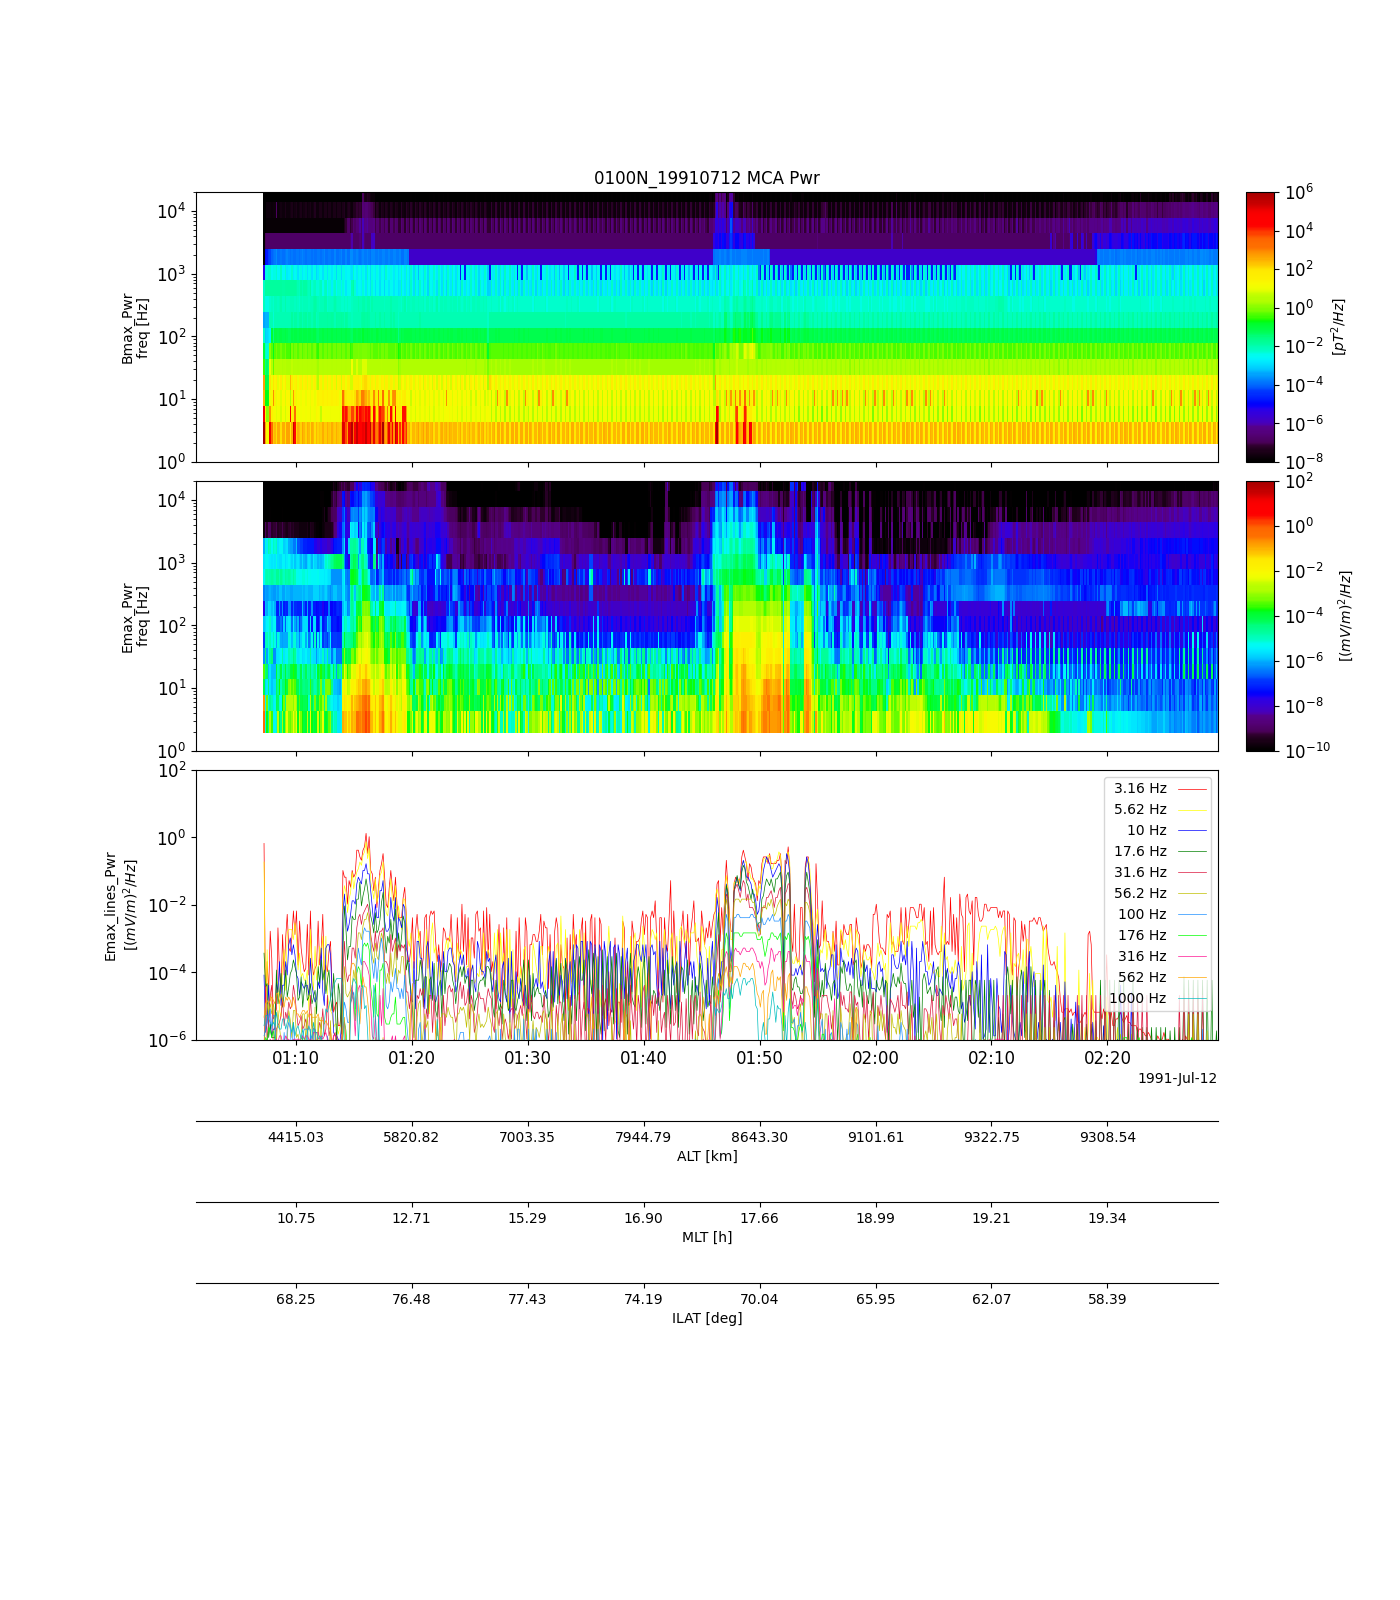 0100N_19910712 MCA Pwr
10^4
10^3
10^2
10^1
10^0
Bmax_Pwr
freq [Hz]
10^6
10^4
10^2
10^0
10^-2
10^-4
10^-6
10^-8
[pT^2/Hz]
10^4
10^3
10^2
10^1
10^0
Emax_Pwr
freq [Hz]
10^2
10^0
10^-2
10^-4
10^-6
10^-8
10^-10
[(mV/m)^2/Hz]
10^2
10^0
10^-2
10^-4
10^-6
Emax_lines_Pwr
[(mV/m)^2/Hz]
3.16 Hz
5.62 Hz
10 Hz
17.6 Hz
31.6 Hz
56.2 Hz
100 Hz
176 Hz
316 Hz
562 Hz
1000 Hz
01:10 01:20 01:30 01:40 01:50 02:00 02:10 02:20
1991-Jul-12
4415.03 5820.82 7003.35 7944.79 8643.30 9101.61 9322.75 9308.54
ALT [km]
10.75 12.71 15.29 16.90 17.66 18.99 19.21 19.34
MLT [h]
68.25 76.48 77.43 74.19 70.04 65.95 62.07 58.39
ILAT [deg]